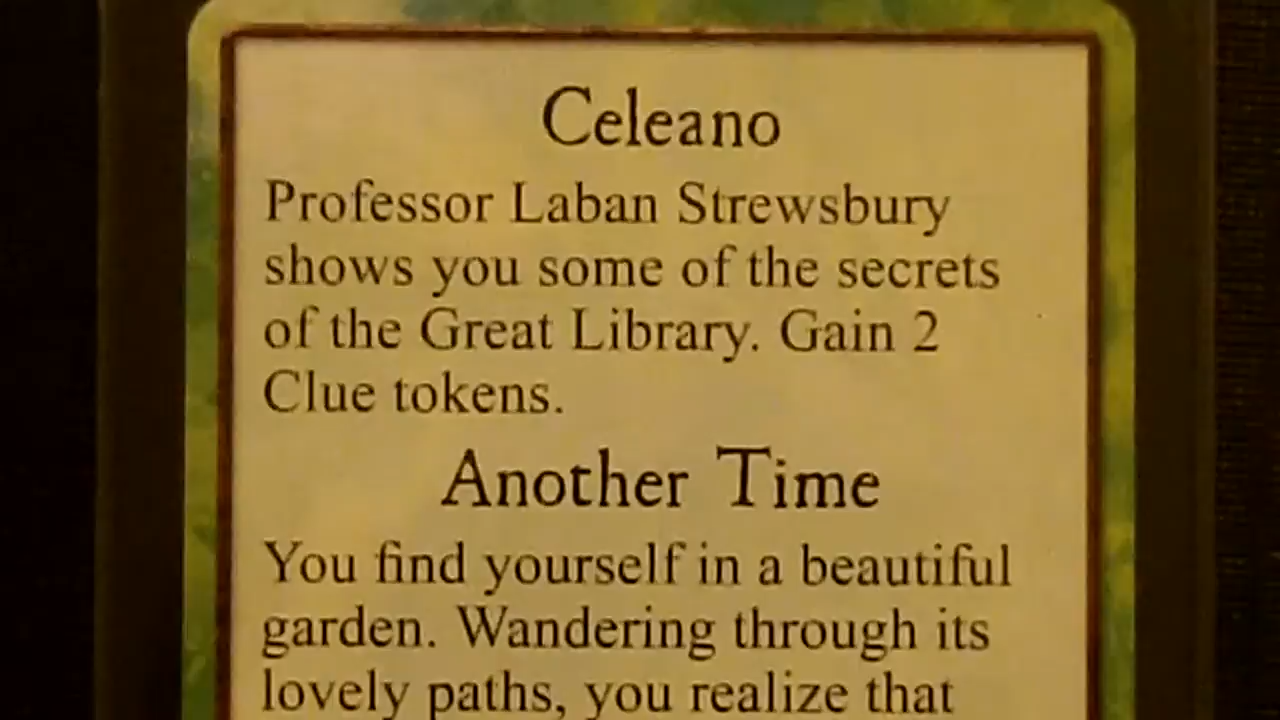 Celeano
Professor Laban Strewsbury
shows you some of the secrets
of the Great Library. Gain 2
Clue tokens.
Another Time
You find yourself in a beautiful
garden. Wandering through its
lovely paths, you realize that